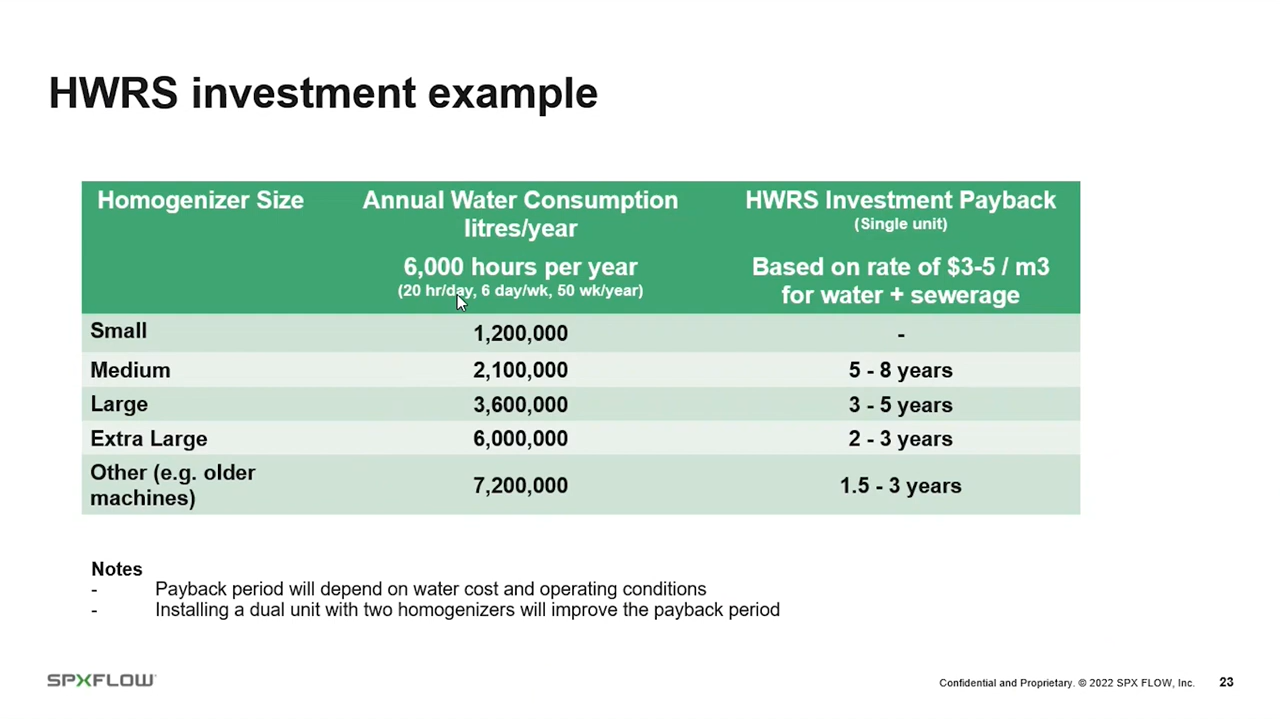 HWRS investment example
Homogenizer Size
Annual Water Consumption
litres/year
6,000 hours per year
(20 hr/day, 6 day/wk, 50 wk/year)
HWRS Investment Payback
(Single unit)
Based on rate of $3-5 / m3
for water + sewerage
Small 1,200,000 -
Medium 2,100,000 5 - 8 years
Large 3,600,000 3 - 5 years
Extra Large 6,000,000 2 - 3 years
Other (e.g. older
machines) 7,200,000 1.5 - 3 years
Notes
- Payback period will depend on water cost and operating conditions
- Installing a dual unit with two homogenizers will improve the payback period
SPXFLOW
Confidential and Proprietary. © 2022 SPX FLOW, Inc. 23